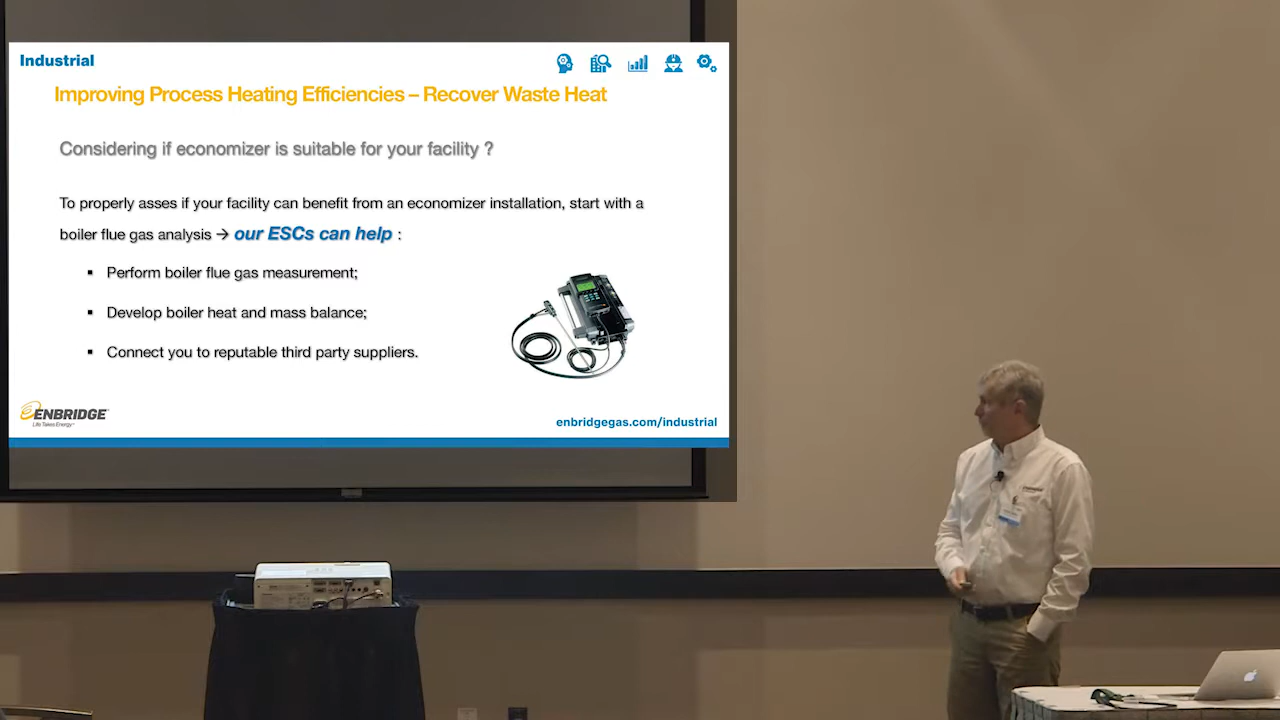 Industrial
Improving Process Heating Efficiencies – Recover Waste Heat
Considering if economizer is suitable for your facility ?
To properly asses if your facility can benefit from an economizer installation, start with a
boiler flue gas analysis → our ESCs can help :
▪ Perform boiler flue gas measurement;
▪ Develop boiler heat and mass balance;
▪ Connect you to reputable third party suppliers.
ENBRIDGE
Life Takes Energy™
enbridgegas.com/industrial